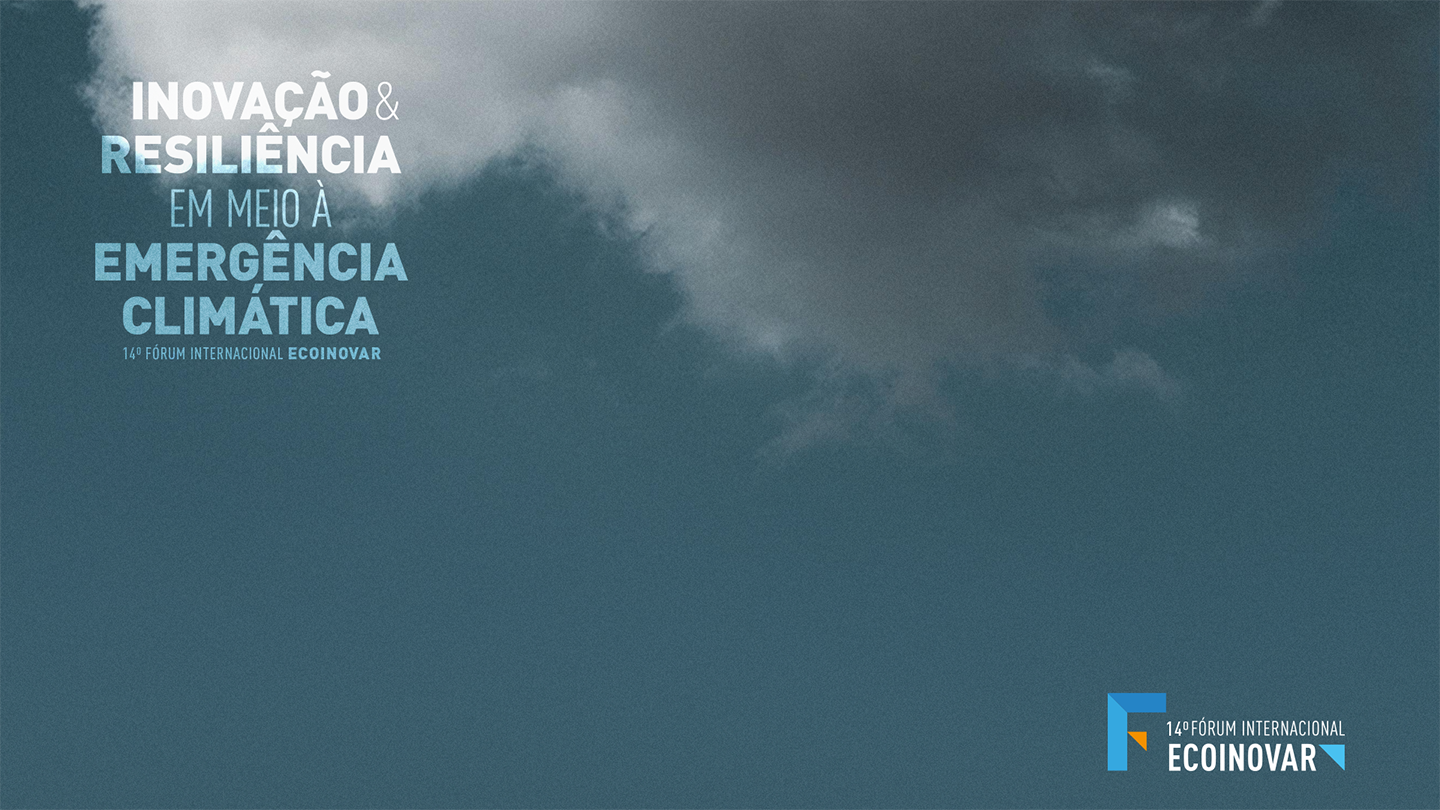 INOVAÇÃO &
RESILIÊNCIA
EM MEIO À
EMERGÊNCIA
CLIMÁTICA
14º FÓRUM INTERNACIONAL ECOINOVAR
14º FÓRUM INTERNACIONAL
ECOINOVAR